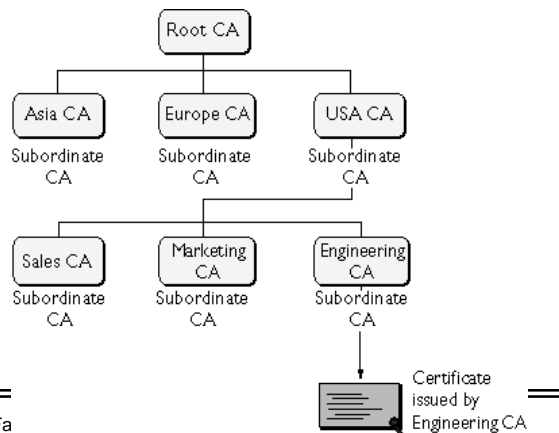 Root CA
Asia CA
Europe CA
USA CA
Subordinate
CA
Subordinate
CA
Subordinate
CA
Sales CA
Marketing
CA
Engineering
CA
Subordinate
CA
Subordinate
CA
Subordinate
CA
Certificate
issued by
Engineering CA